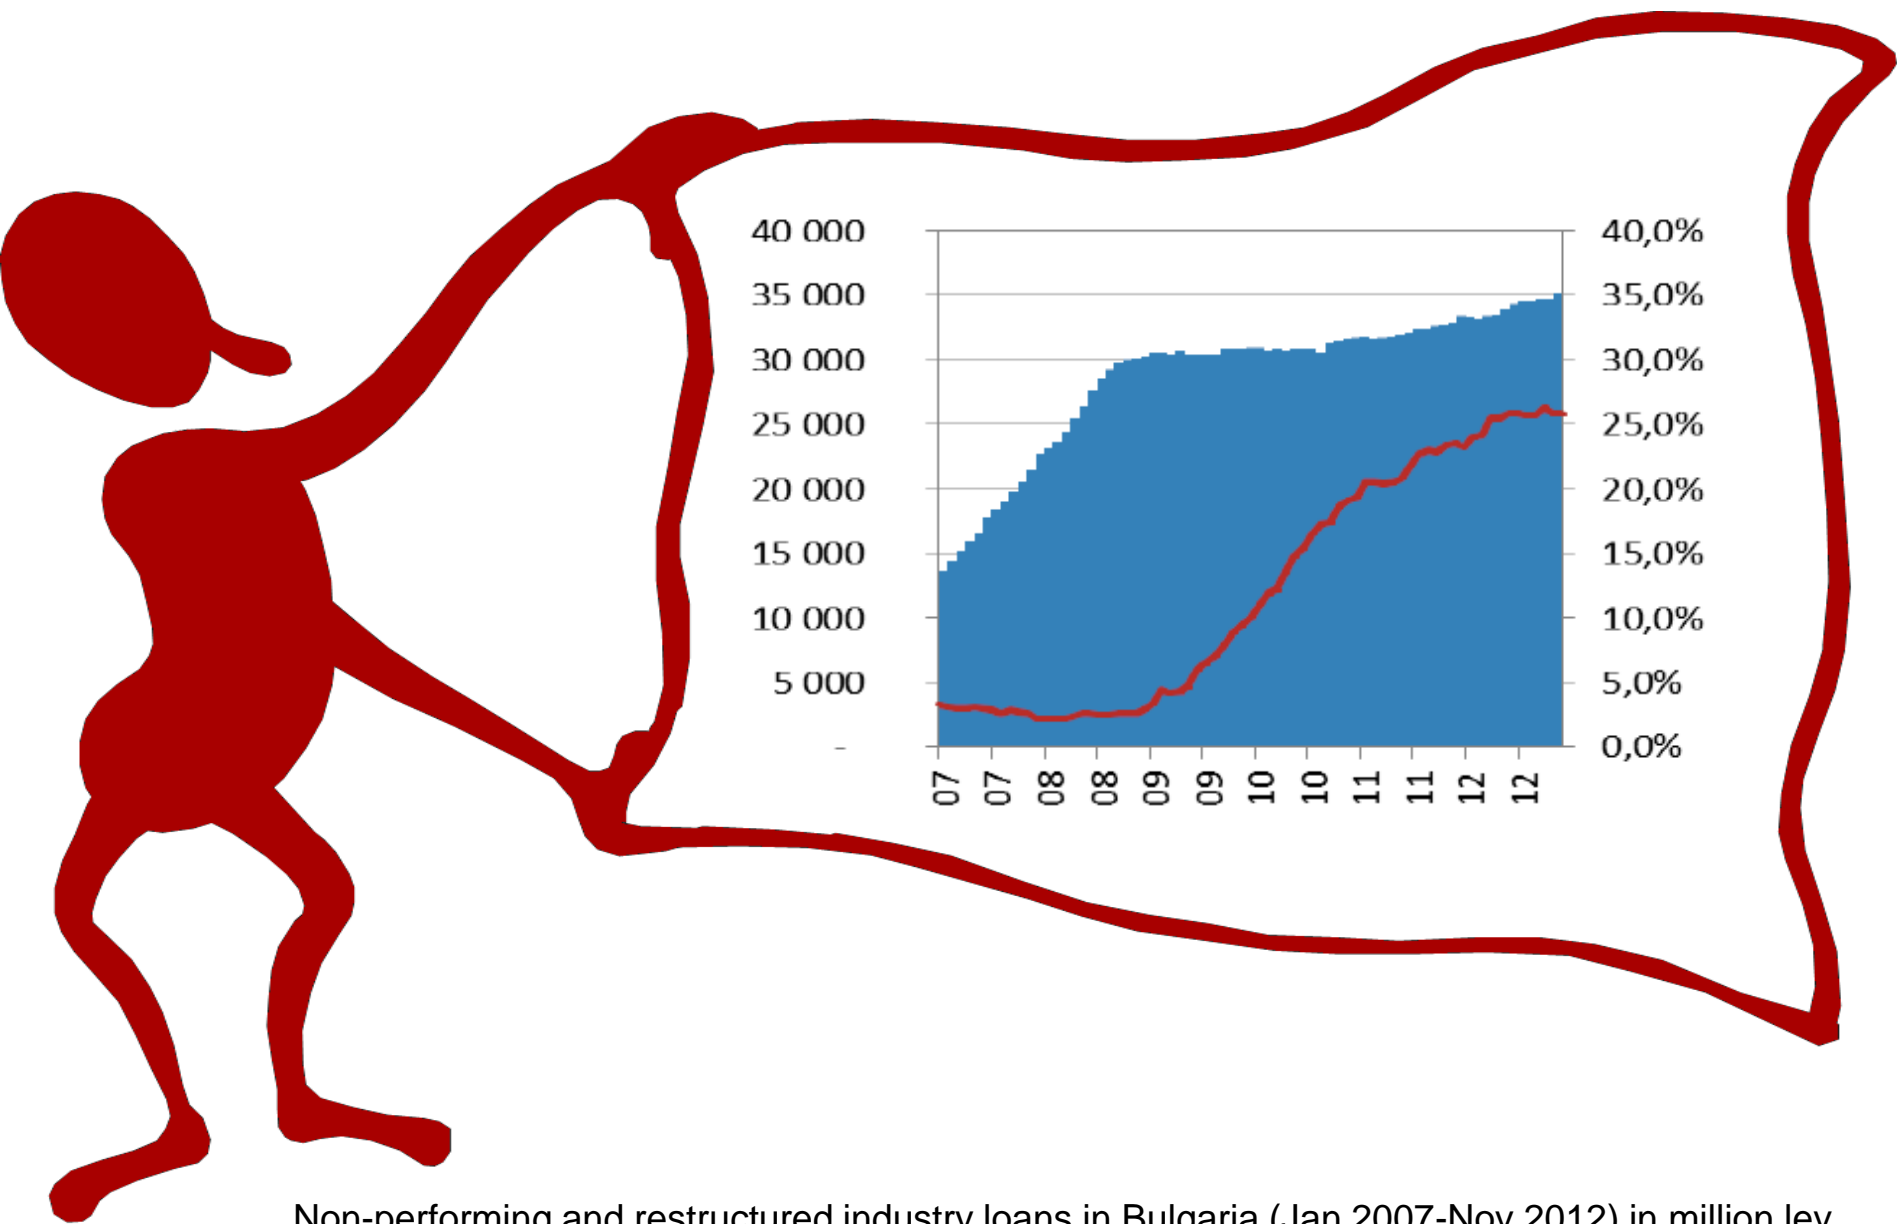 40 000 40,0%
35 000 35,0%
30 000 30,0%
25 000 25,0%
20 000 20,0%
15 000 15,0%
10 000 10,0%
5 000 5,0%
- 0,0%
07 07 08 08 09 09 10 10 11 11 12 12
Non-performing and restructured industry loans in Bulgaria (Jan 2007-Nov 2012) in million lev